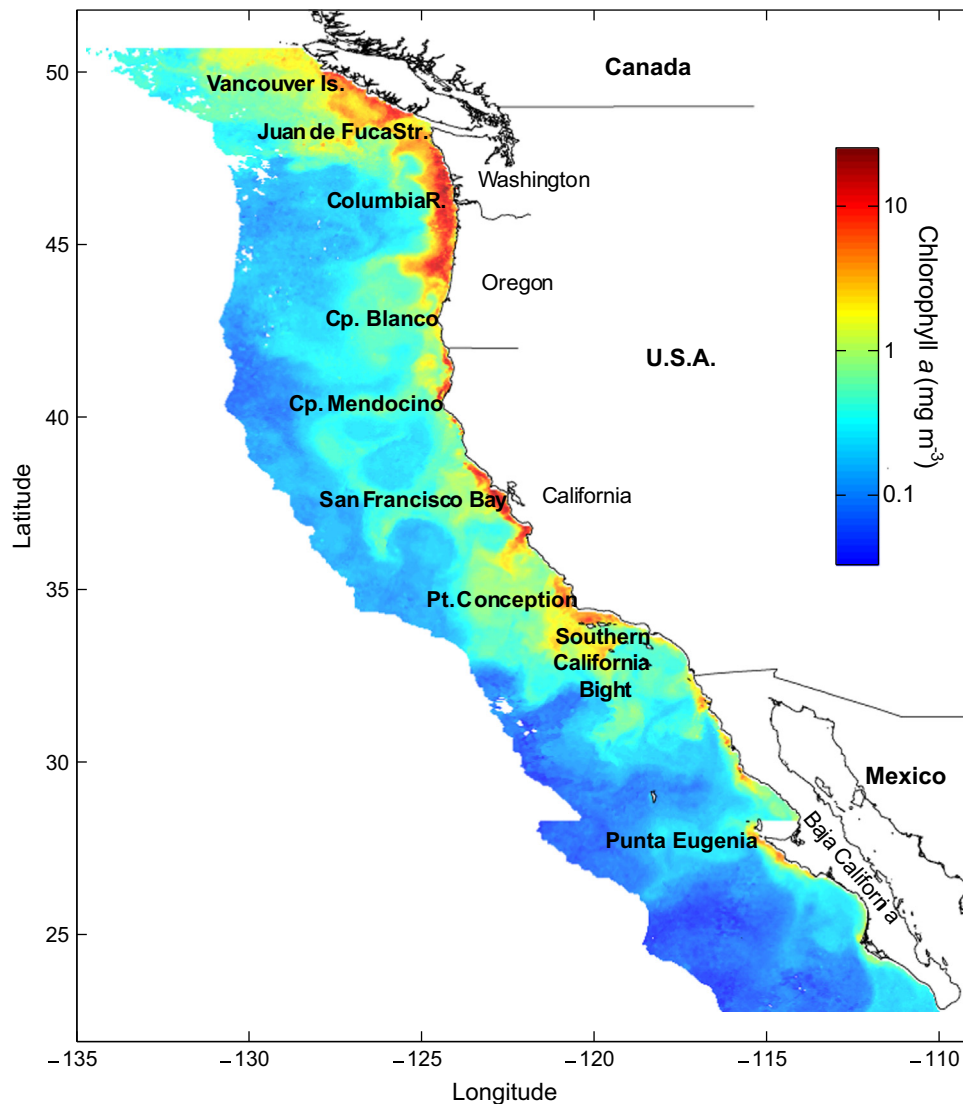 50
45
40
35
30
25
Latitude
−135
−130
−125
−120
−115
−110
Longitude
Canada
Vancouver Is.
Juan de FucaStr.
Washington
ColumbiaR.
Oregon
Cp. Blanco
U.S.A.
Cp. Mendocino
San Francisco Bay
California
Pt.Conception
Southern
California
Bight
Mexico
Punta Eugenia
Baja California
10
1
0.1
Chlorophyll a (mg m⁻³)